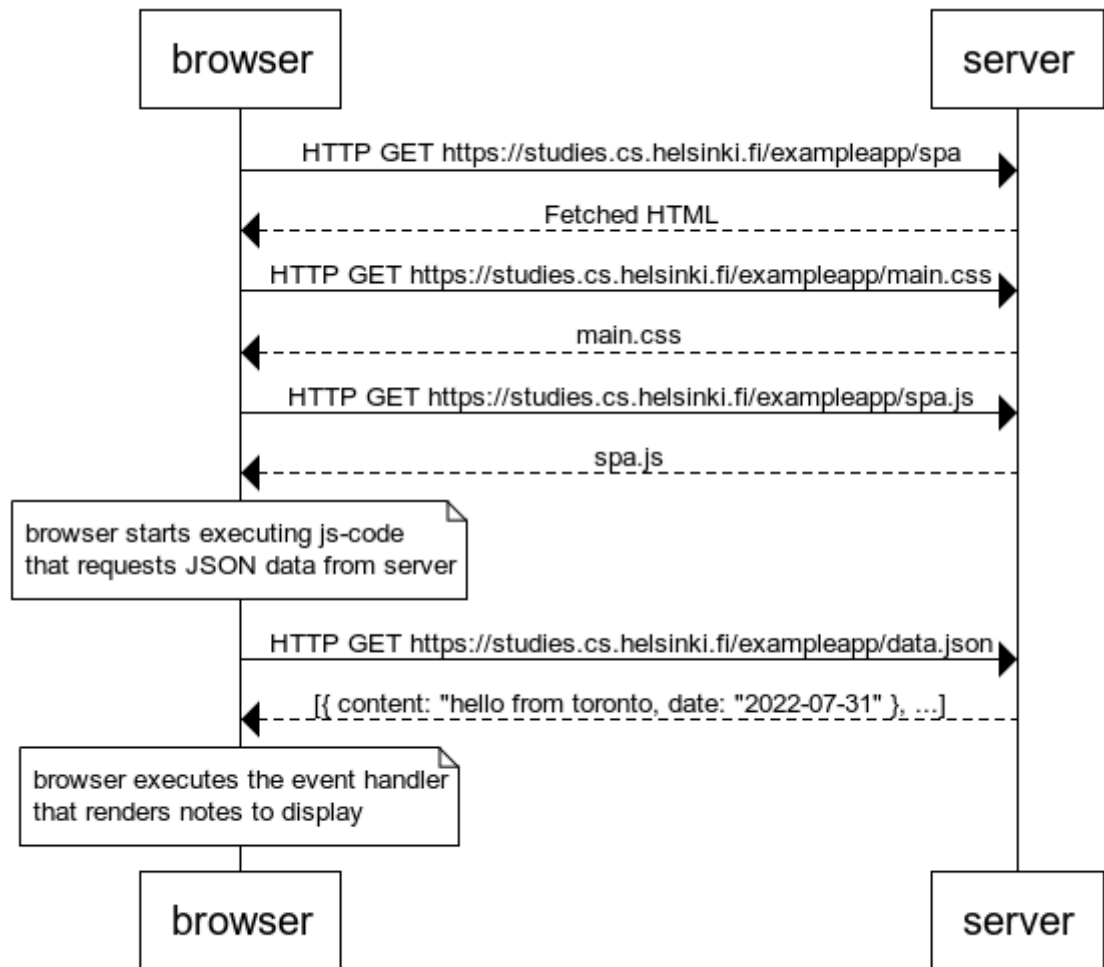 browser
server
HTTP GET https://studies.cs.helsinki.fi/exampleapp/spa
Fetched HTML
HTTP GET https://studies.cs.helsinki.fi/exampleapp/main.css
main.css
HTTP GET https://studies.cs.helsinki.fi/exampleapp/spa.js
spa.js
browser starts executing js-code
that requests JSON data from server
HTTP GET https://studies.cs.helsinki.fi/exampleapp/data.json
[{ content: "hello from toronto, date: "2022-07-31" }, ...]
browser executes the event handler
that renders notes to display
browser
server